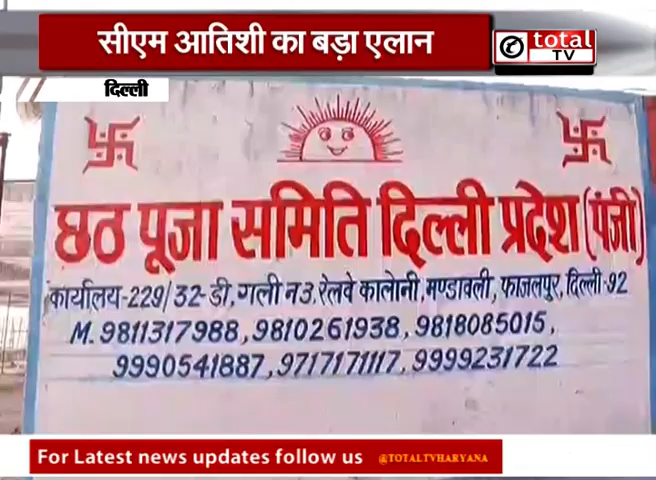 सीएम आतिशी का बड़ा एलान
total
TV
दिल्ली
छठ पूजा समिति दिल्ली प्रदेश (पंजी)
कार्यालय-229/32-डी, गली न 3, रेलवे कालोनी, मण्डावली, फाजलपुर, दिल्ली-92
M. 9811317988, 9810261938, 9818085015,
9990541887, 9717171117, 9999231722
For Latest news updates follow us @TOTALTVHARYANA